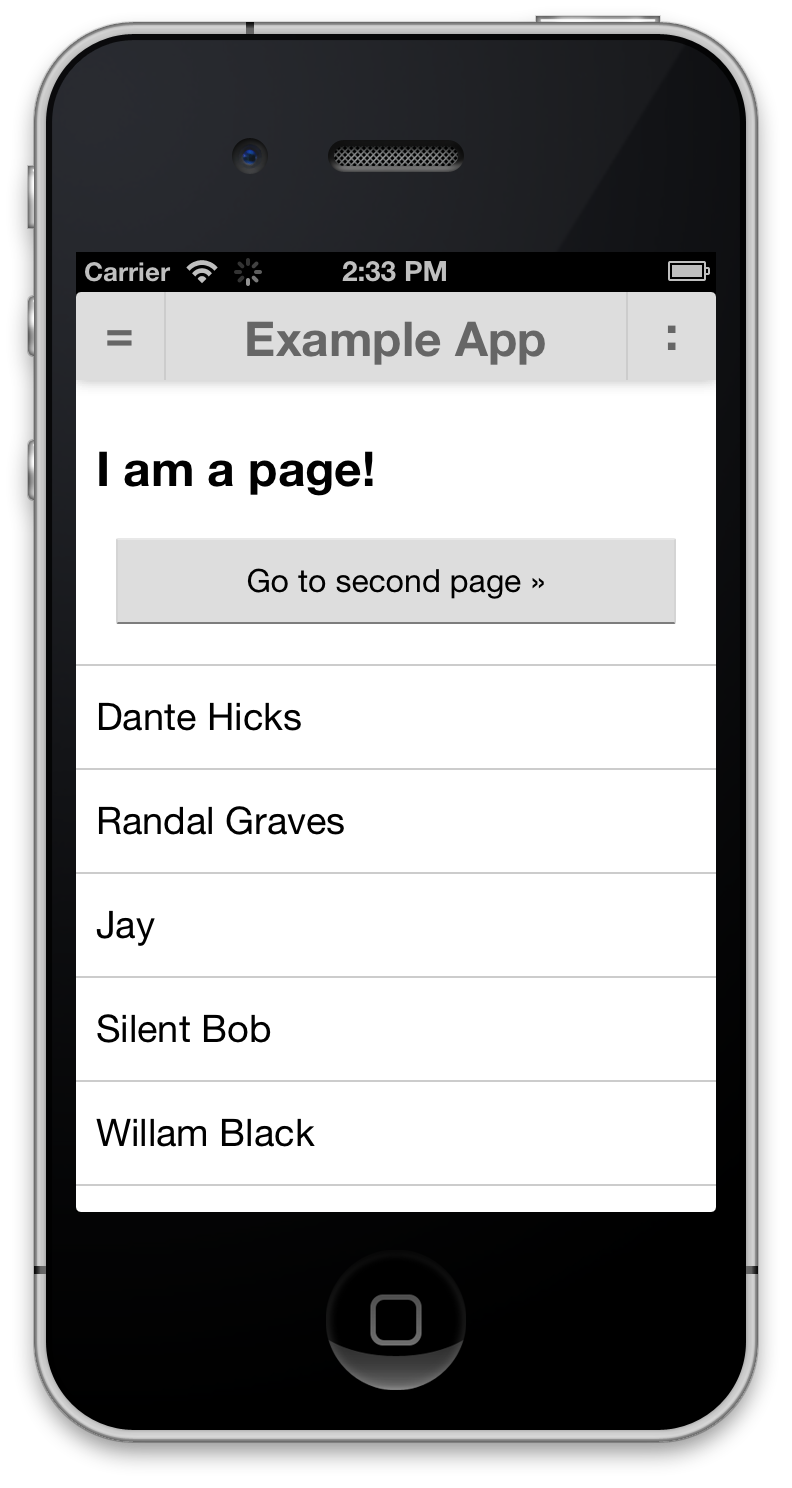 Carrier 2:33 PM
= Example App :
I am a page!
Go to second page »
Dante Hicks
Randal Graves
Jay
Silent Bob
Willam Black